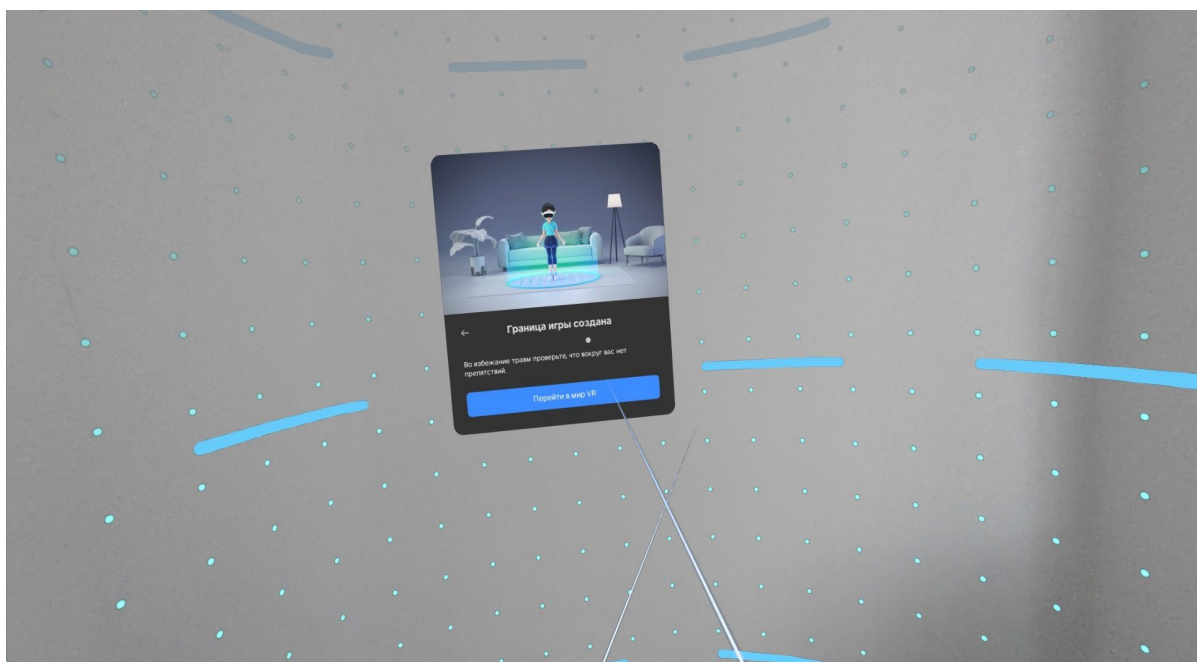 Граница игры создана
Во избежание травм проверьте, что вокруг вас нет
препятствий.
Перейти в мир VR